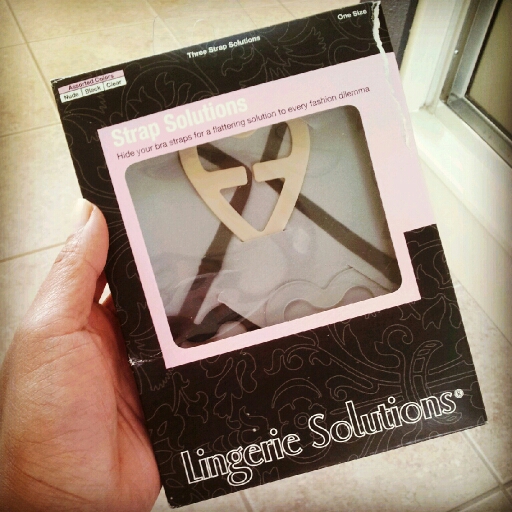 Three Strap Solutions
One Size
Assorted Colors
Nude | Black | Clear
Strap Solutions
Hide your bra straps for a flattering solution to every fashion dilemma
Lingerie Solutions®